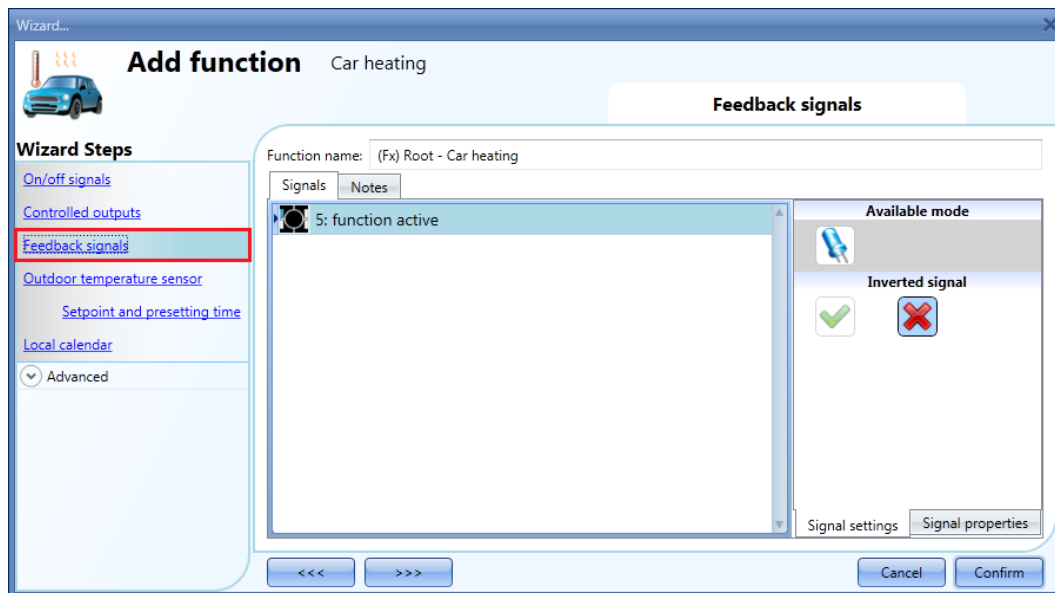 Wizard...
Add function Car heating
Feedback signals
Wizard Steps
On/off signals
Controlled outputs
Feedback signals
Outdoor temperature sensor
Setpoint and presetting time
Local calendar
Advanced
Function name: (Fx) Root - Car heating
Signals Notes
5: function active
Available mode
Inverted signal
Signal settings Signal properties
<<< >>> Cancel Confirm